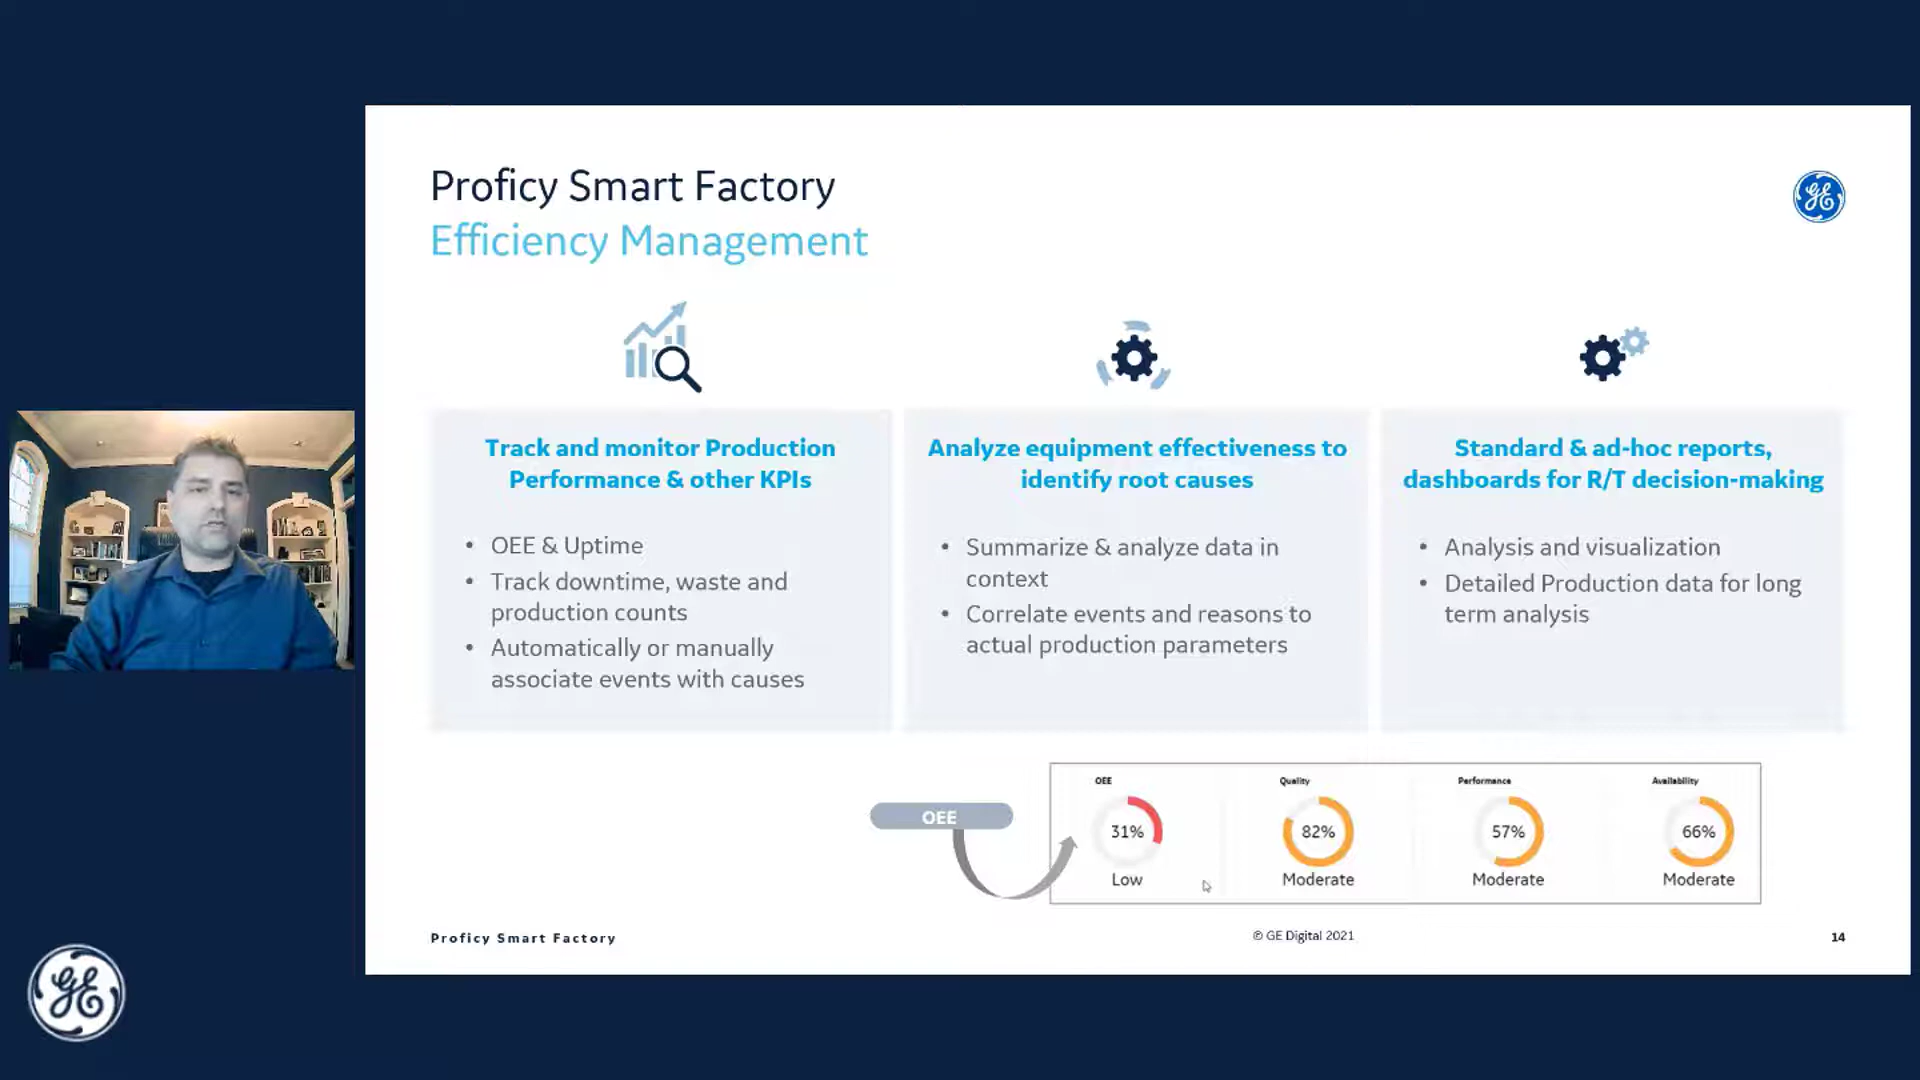 Proficy Smart Factory
Efficiency Management
GE
Track and monitor Production
Performance & other KPIs
• OEE & Uptime
• Track downtime, waste and
production counts
• Automatically or manually
associate events with causes
Analyze equipment effectiveness to
identify root causes
• Summarize & analyze data in
context
• Correlate events and reasons to
actual production parameters
Standard & ad-hoc reports,
dashboards for R/T decision-making
• Analysis and visualization
• Detailed Production data for long
term analysis
OEE
OEE
31%
Low
Quality
82%
Moderate
Performance
57%
Moderate
Availability
66%
Moderate
Proficy Smart Factory
© GE Digital 2021
14
GE